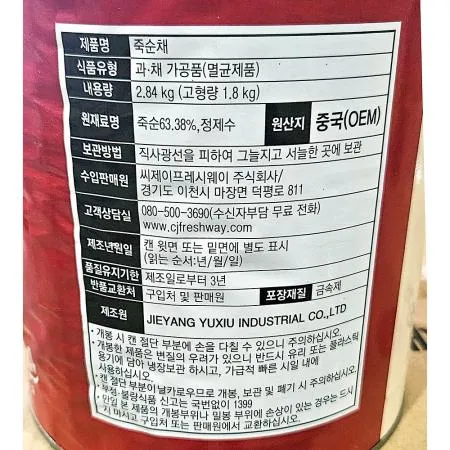 제품명 죽순채
식품유형 과·채 가공품(멸균제품)
내용량 2.84 kg (고형량 1.8 kg)
원재료명 죽순63.38%,정제수 원산지 중국(OEM)
보관방법 직사광선을 피하여 그늘지고 서늘한 곳에 보관
수입판매원 씨제이프레시웨이 주식회사/
경기도 이천시 마장면 덕평로 811
고객상담실 080-500-3690(수신자부담 무료 전화)
www.cjfreshway.com
제조년월일 캔 윗면 또는 밑면에 별도 표시
(읽는 순서:년/월/일)
품질유지기한 제조일로부터 3년
반품교환처 구입처 및 판매원 포장재질 금속제
제조원 JIEYANG YUXIU INDUSTRIAL CO.,LTD
• 개봉 시 캔 절단 부분에 손을 다칠 수 있으니 주의하십시오.
• 개봉한 제품은 변질의 우려가 있으니 반드시 유리 또는 플라스틱
용기에 담아 냉장보관 하시고, 가급적 빠른 시일 내에
사용하십시오.
• 캔 절단 부분이 날카로우므로 개봉, 보관 및 폐기 시 주의하십시오.
• 부정·불량식품 신고는 국번없이 1399
• 만일 본 제품의 개봉부위나 밀봉 부위에 손상이 있는 경우는 드시
지 마시고 구입처 또는 판매원에서 교환하십시오.